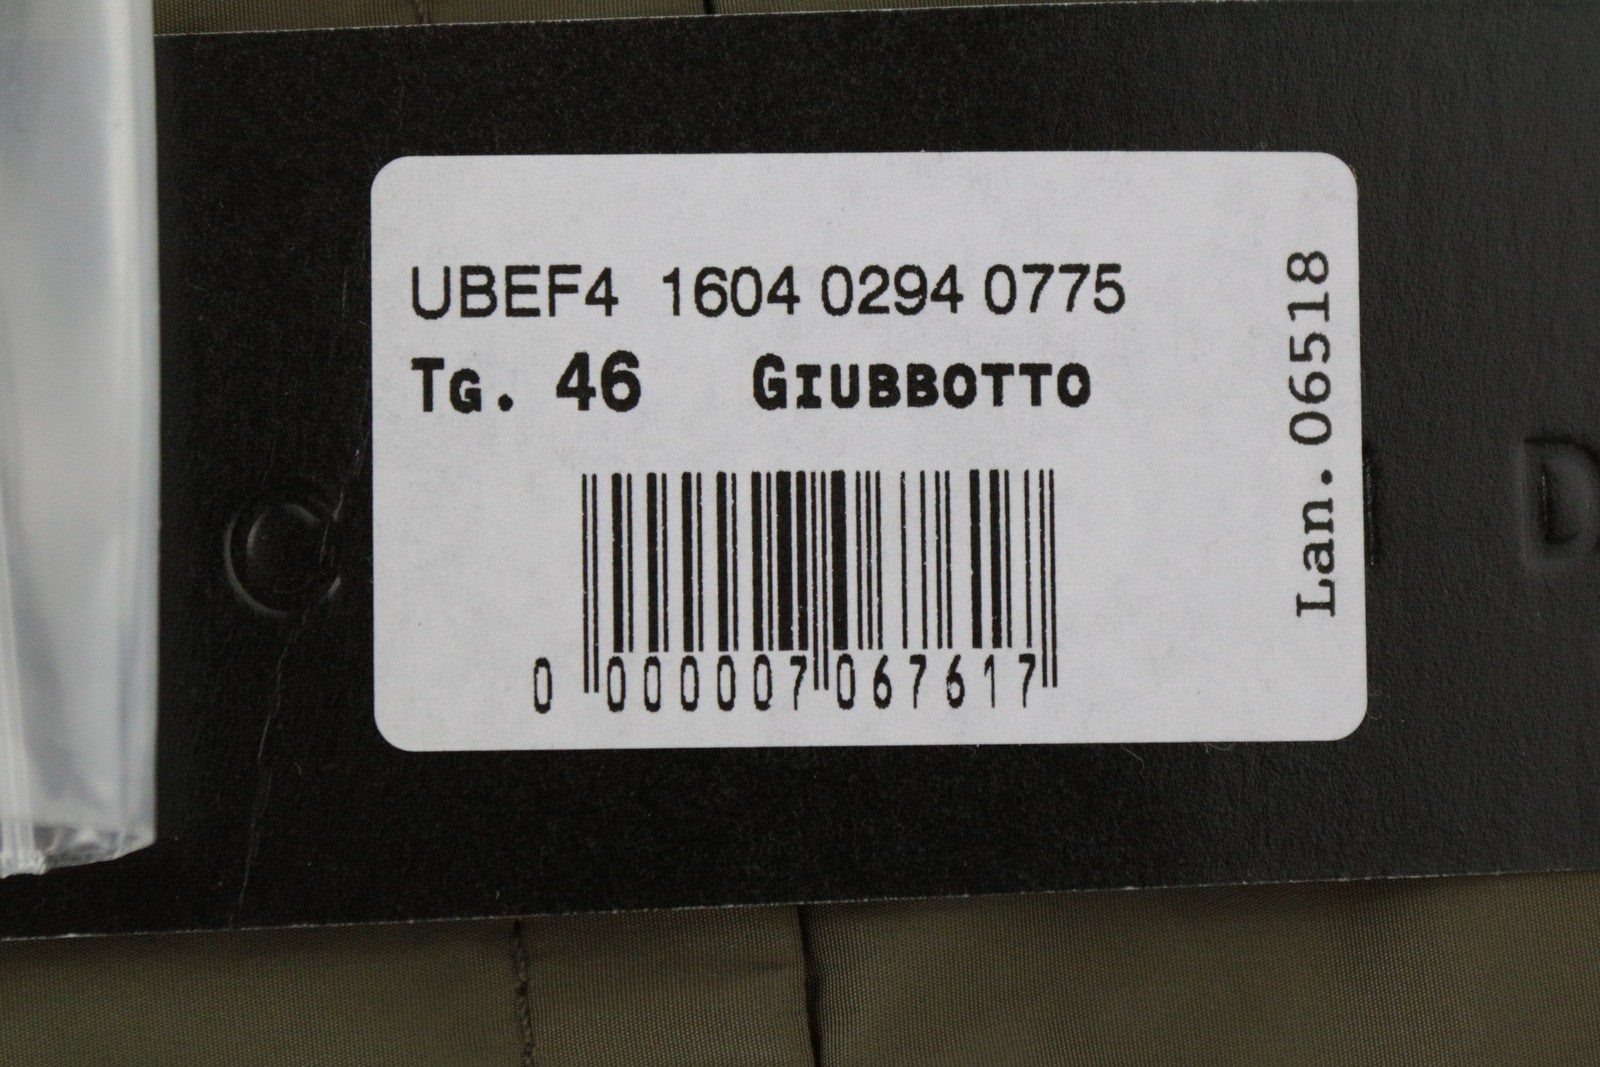 UBEF4 1604 0294 0775
Tg. 46 Giubbotto
0 000007 067617
Lan. 06518
C
D